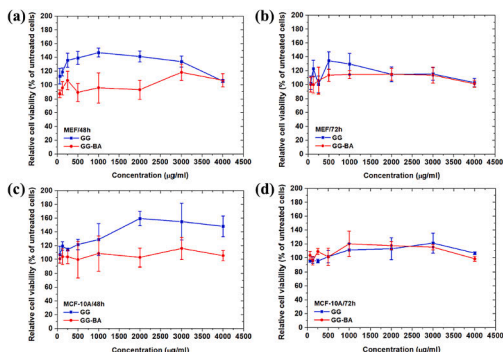 (a)
Relative cell viability (% of untreated cells)
180
160
140
120
100
80
60
40
20
0
MEF/48h
GG
GG-BA
0 500 1000 1500 2000 2500 3000 3500 4000 4500
Concentration (µg/ml)
(b)
Relative cell viability (% of untreated cells)
180
160
140
120
100
80
60
40
20
0
MEF/72h
GG
GG-BA
0 500 1000 1500 2000 2500 3000 3500 4000 4500
Concentration (µg/ml)
(c)
Relative cell viability (% of untreated cells)
200
180
160
140
120
100
80
60
40
20
0
MCF-10A/48h
GG
GG-BA
0 500 1000 1500 2000 2500 3000 3500 4000 4500
Concentration (µg/ml)
(d)
Relative cell viability (% of untreated cells)
200
180
160
140
120
100
80
60
40
20
0
MCF-10A/72h
GG
GG-BA
0 500 1000 1500 2000 2500 3000 3500 4000 4500
Concentration (µg/ml)